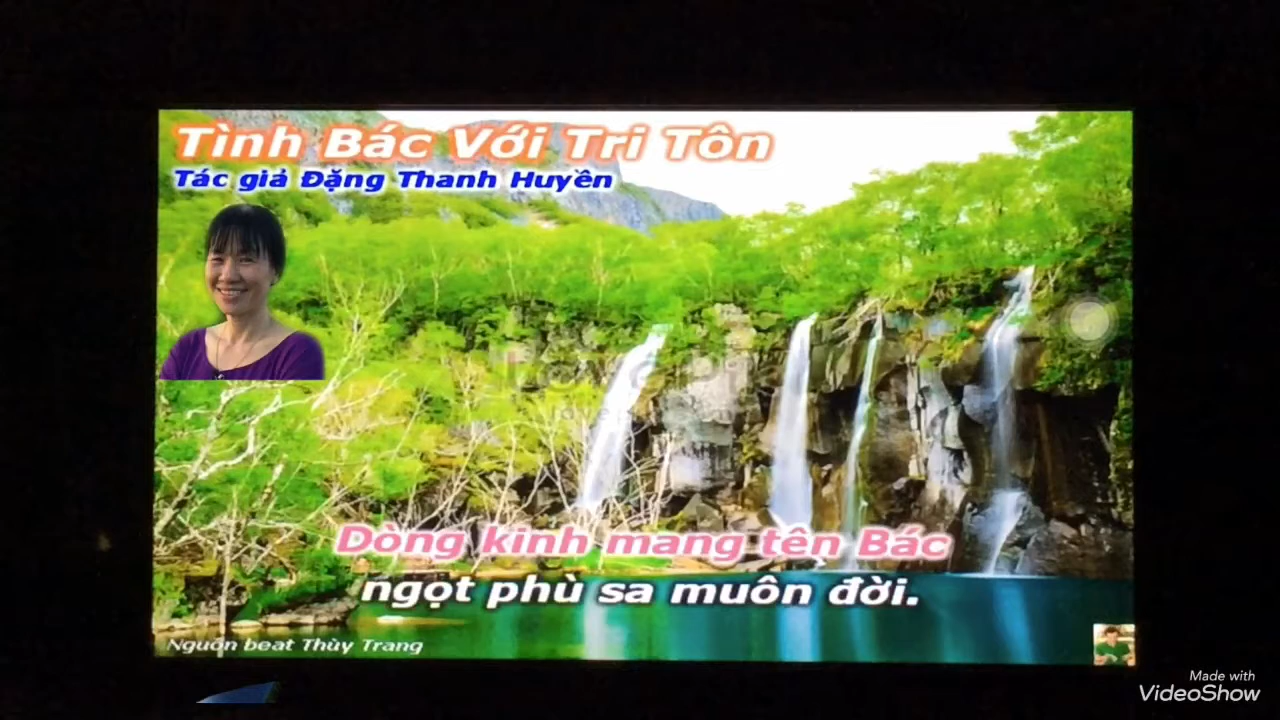 Tình Bác Với Tri Tôn
Tác giả Đặng Thanh Huyền
Dòng kinh mang tên Bác
ngọt phù sa muôn đời.
Nguồn beat Thùy Trang
Made with
VideoShow